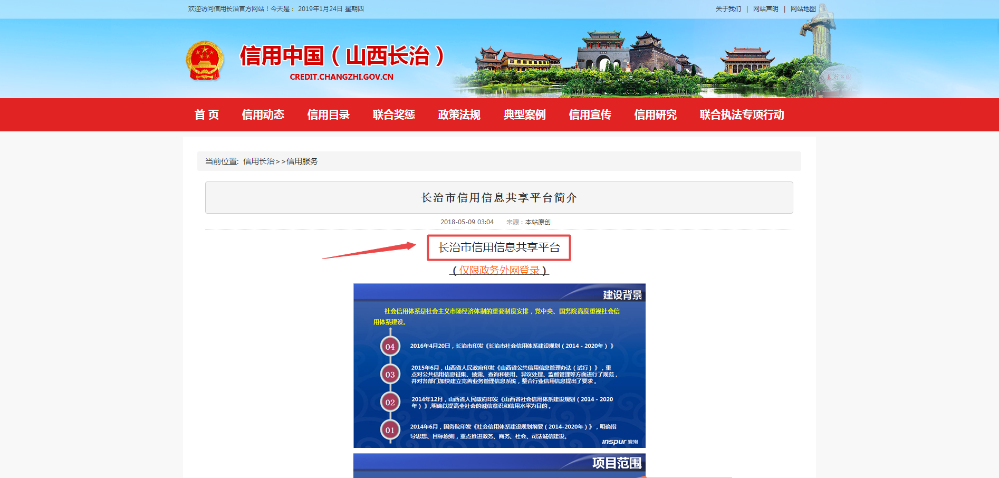 欢迎访问信用长治官方网站！今天是： 2019年1月24日 星期四
关于我们 | 网站声明 | 网站地图
信用中国（山西长治）
CREDIT.CHANGZHI.GOV.CN
首 页 信用动态 信用目录 联合奖惩 政策法规 典型案例 信用宣传 信用研究 联合执法专项行动
当前位置: 信用长治>>信用服务
长治市信用信息共享平台简介
2018-05-09 03:04 来源：本站原创
长治市信用信息共享平台
（仅限政务外网登录）
建设背景
社会信用体系是社会主义市场经济体制的重要制度安排，党中央、国务院高度重视社会信
用体系建设。
04 2016年4月20日，长治市印发《长治市社会信用体系建设规划（2014 - 2020年）》
03 2015年6月，山西省人民政府印发《山西省公共信用信息管理办法（试行）》，重
点对公共信用信息征集、披露、查询和使用、异议处理、监督管理等方面进行了规范，
并对各部门加快建立完善业务管理信息系统，整合行业信用信息提出了要求。
02 2014年12月，山西省人民政府印发《山西省社会信用体系建设规划（2014 - 2020
年）》,明确以提高全社会的诚信意识和信用水平为目的。
01 2014年6月，国务院印发《社会信用体系建设规划纲要（2014-2020年）》，明确指
导思想、目标原则，重点推进政务、商务、社会、司法诚信建设。
inspur 浪潮
项目范围